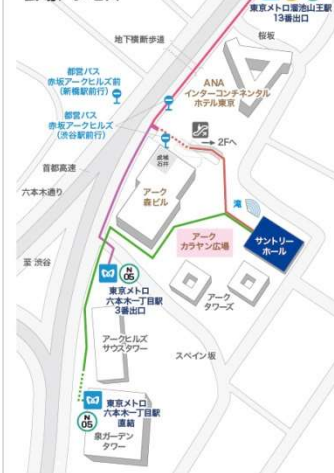 東京メトロ溜池山王駅
13番出口
地下横断歩道
桜坂
都営バス
赤坂アークヒルズ前
(新橋駅前行)
ANA
インターコンチネンタル
ホテル東京
都営バス
赤坂アークヒルズ
(渋谷駅前行)
→ 2Fへ
成城
石井
首都高速
六本木通り
アーク
森ビル
滝
アーク
カラヤン広場
サントリー
ホール
至 渋谷
N
05
東京メトロ
六本木一丁目駅
3番出口
アーク
タワーズ
アークヒルズ
サウスタワー
スペイン坂
N
05
東京メトロ
六本木一丁目駅
直結
泉ガーデン
タワー